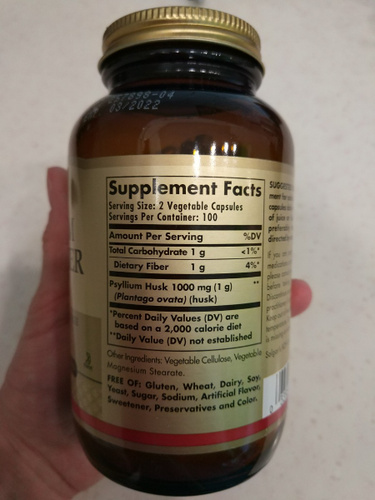 03/2022
Supplement Facts
Serving Size: 2 Vegetable Capsules
Servings Per Container: 100
Amount Per Serving %DV
Total Carbohydrate 1 g <1%*
Dietary Fiber 1 g 4%*
Psyllium Husk 1000 mg (1 g) **
(Plantago ovata) (husk)
*Percent Daily Values (DV) are
based on a 2,000 calorie diet
**Daily Value (DV) not established
Other Ingredients: Vegetable Cellulose, Vegetable
Magnesium Stearate.
FREE OF: Gluten, Wheat, Dairy, Soy,
Yeast, Sugar, Sodium, Artificial Flavor,
Sweetener, Preservatives and Color.